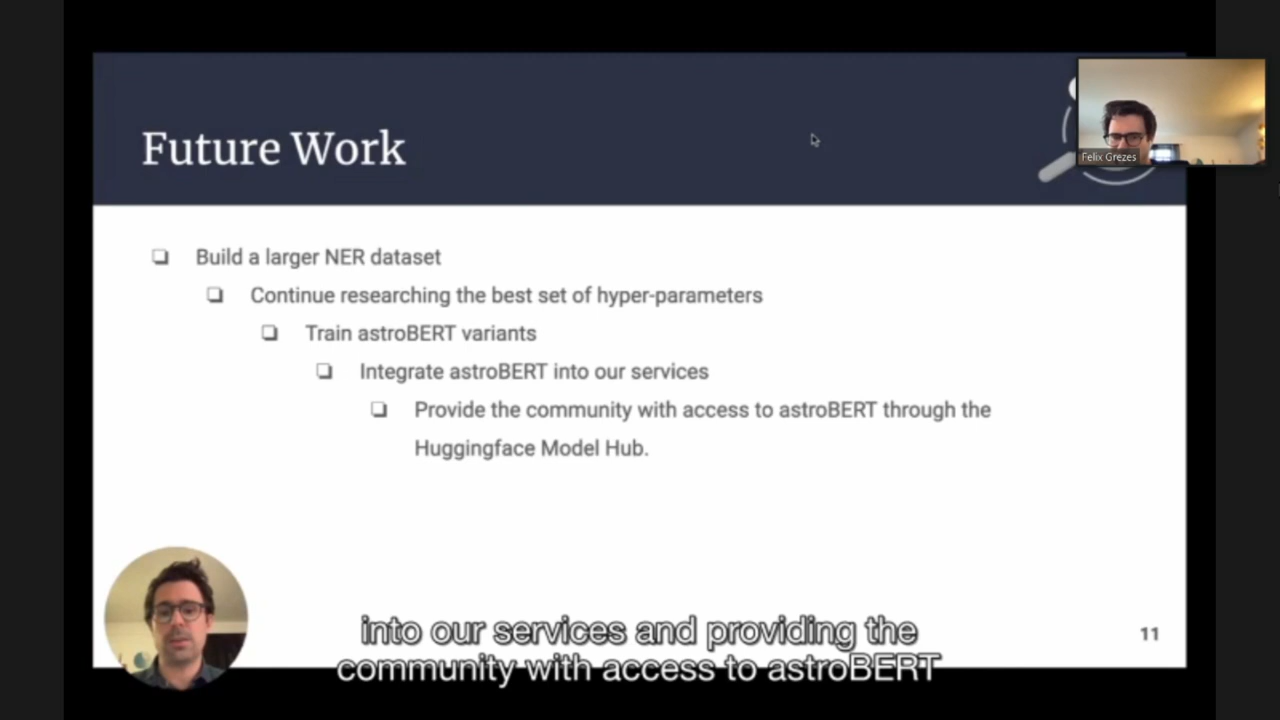 Future Work
Felix Grezes
Build a larger NER dataset
Continue researching the best set of hyper-parameters
Train astroBERT variants
Integrate astroBERT into our services
Provide the community with access to astroBERT through the
Huggingface Model Hub.
into our services and providing the
community with access to astroBERT
11